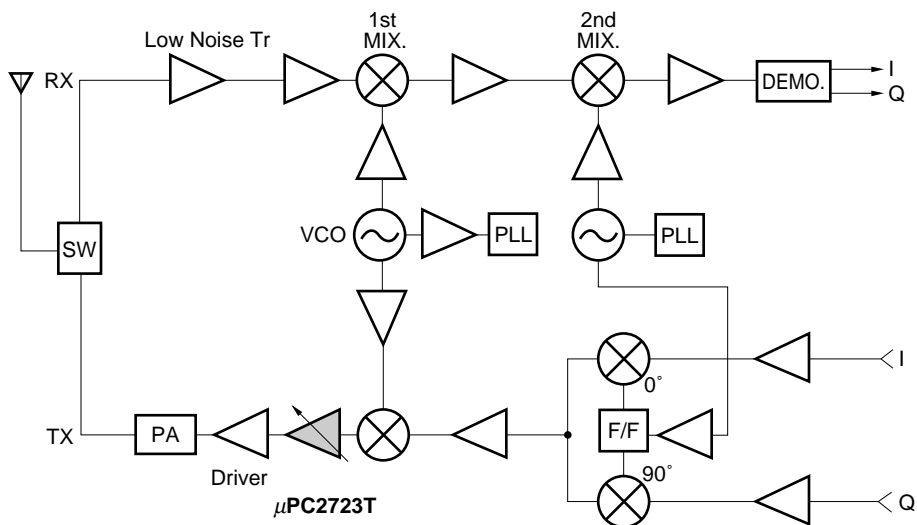 1st
MIX.
2nd
MIX.
Low Noise Tr
RX
DEMO.
I
Q
SW
VCO
PLL
PLL
0˚
I
F/F
TX
PA
Driver
µPC2723T
90˚
Q